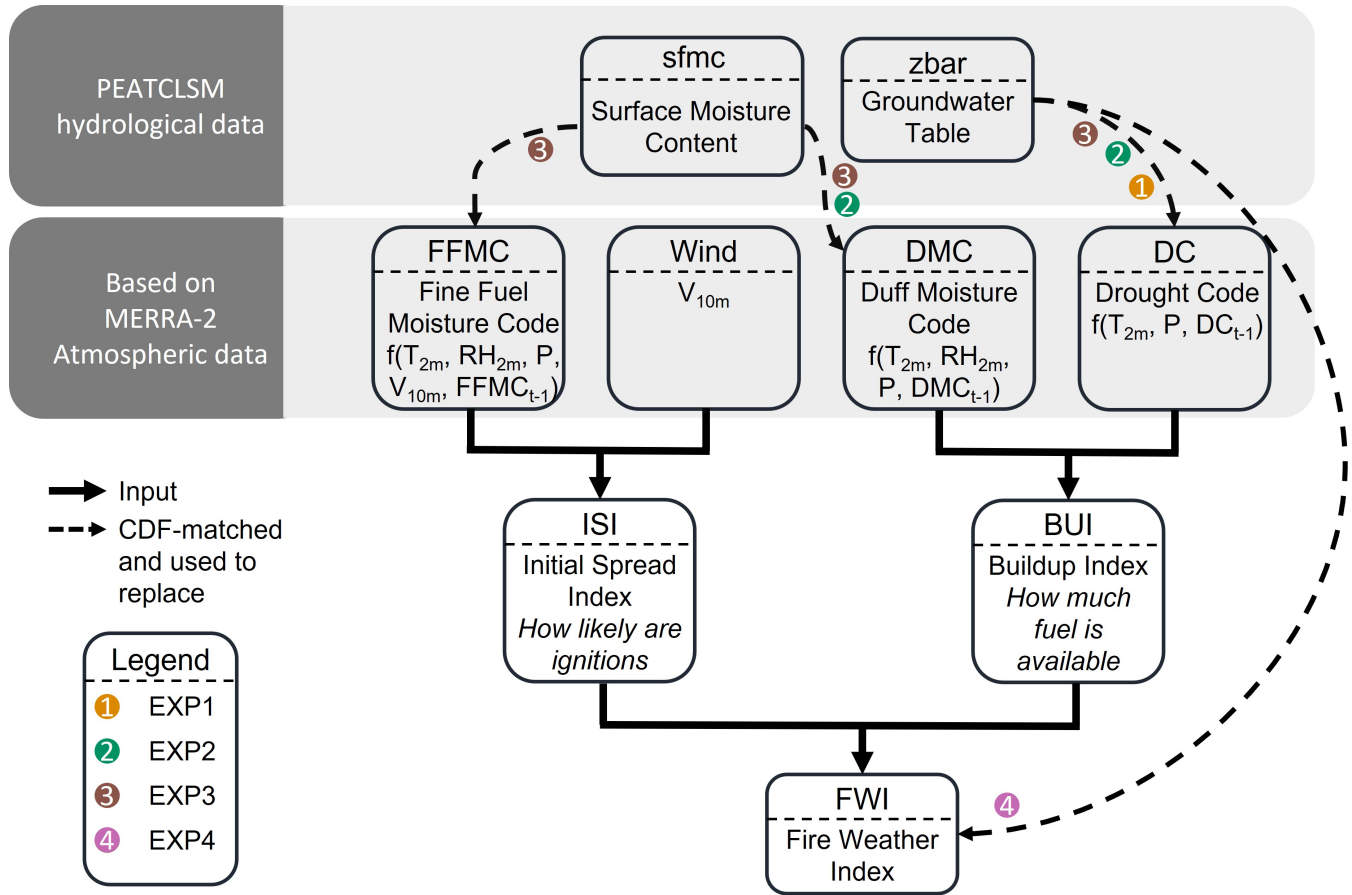 PEATCLSM
hydrological data
sfmc
Surface Moisture
Content
zbar
Groundwater
Table
3
3
2
3
2
1
Based on
MERRA-2
Atmospheric data
FFMC
Fine Fuel
Moisture Code
f(T2m, RH2m, P,
V10m, FFMCt-1)
Wind
V10m
DMC
Duff Moisture
Code
f(T2m, RH2m,
P, DMCt-1)
DC
Drought Code
f(T2m, P, DCt-1)
Input
CDF-matched
and used to
replace
ISI
Initial Spread
Index
How likely are
ignitions
BUI
Buildup Index
How much
fuel is
available
Legend
1 EXP1
2 EXP2
3 EXP3
4 EXP4
FWI
Fire Weather
Index
4